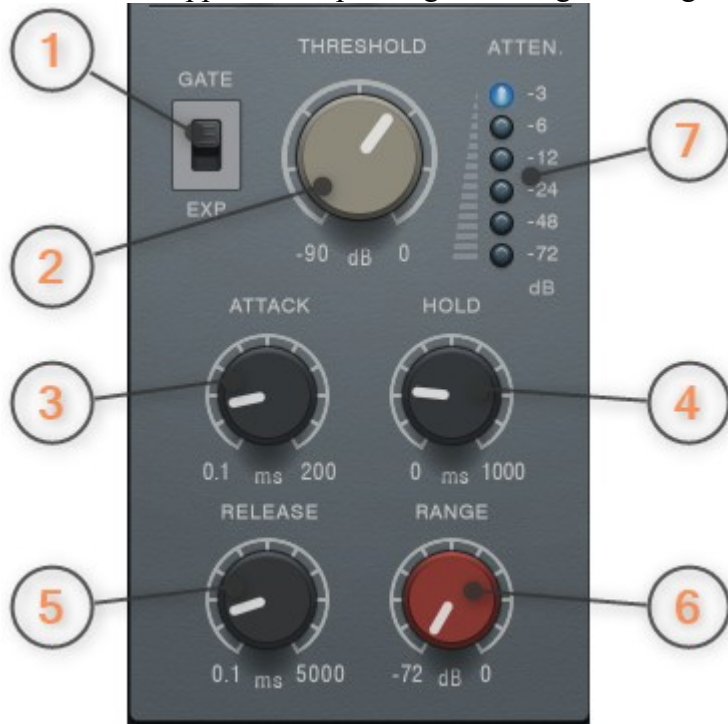 THRESHOLD
ATTEN.
1
GATE
-3
-6
-12
7
-24
EXP
-48
2
-90 dB 0
-72
dB
ATTACK
HOLD
3
4
0.1 ms 200
0 ms 1000
RELEASE
RANGE
5
6
0.1 ms 5000
-72 dB 0